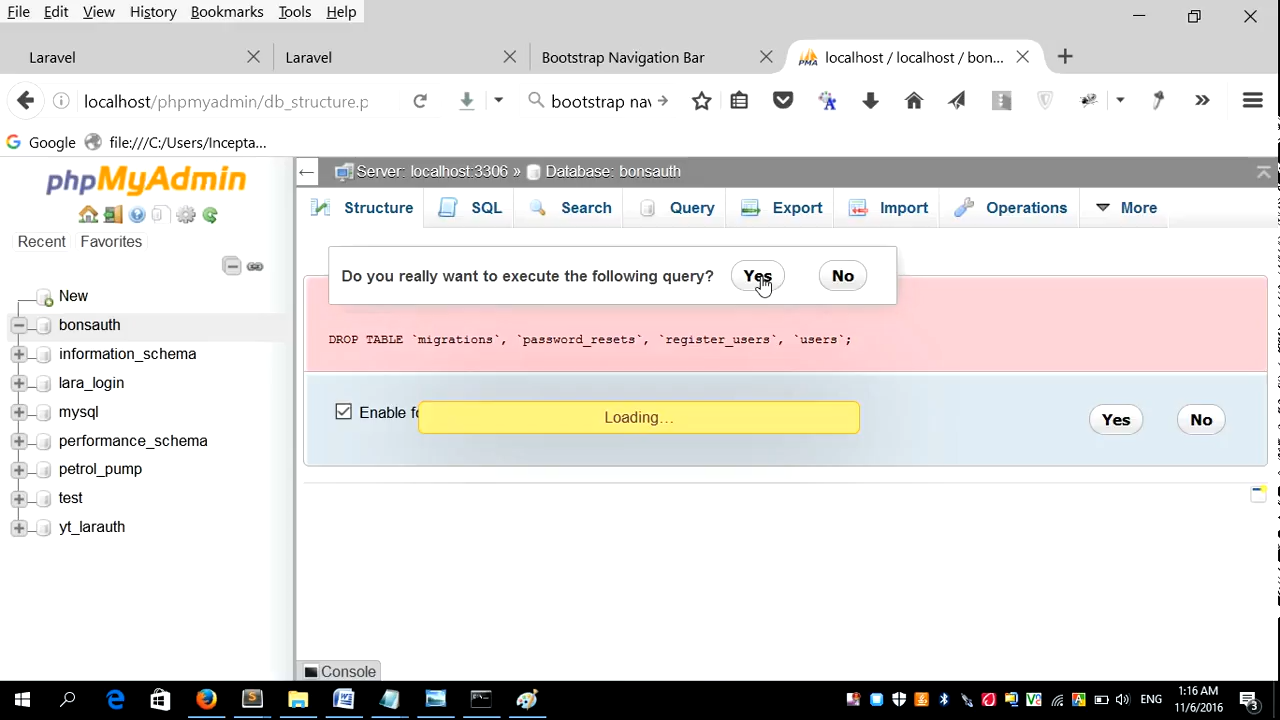 File Edit View History Bookmarks Tools Help
Laravel Laravel Bootstrap Navigation Bar PMA localhost / localhost / bon...
localhost/phpmyadmin/db_structure.p bootstrap nav
Google file:///C:/Users/Incepta...
phpMyAdmin
Recent Favorites
New
bonsauth
information_schema
lara_login
mysql
performance_schema
petrol_pump
test
yt_larauth
Server: localhost:3306 » Database: bonsauth
Structure SQL Search Query Export Import Operations More
Do you really want to execute the following query? Yes No
DROP TABLE `migrations`, `password_resets`, `register_users`, `users`;
Enable fo Loading... Yes No
Console
ENG 1:16 AM
11/6/2016 3